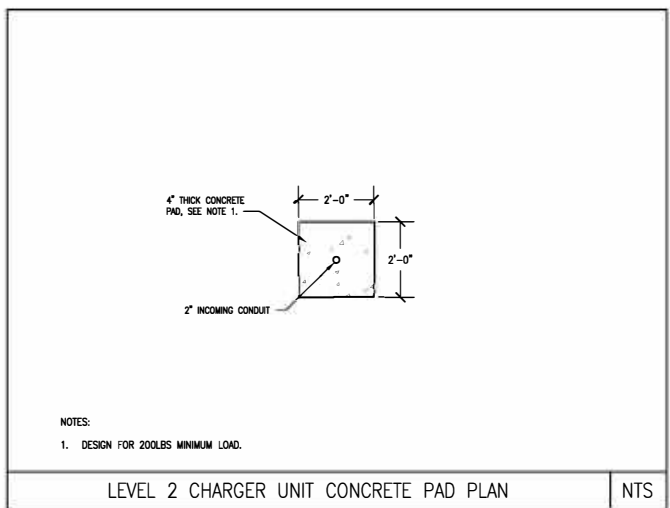 4" THICK CONCRETE
PAD, SEE NOTE 1.
2'-0"
2'-0"
2" INCOMING CONDUIT
NOTES:
1. DESIGN FOR 200LBS MINIMUM LOAD.
LEVEL 2 CHARGER UNIT CONCRETE PAD PLAN
NTS